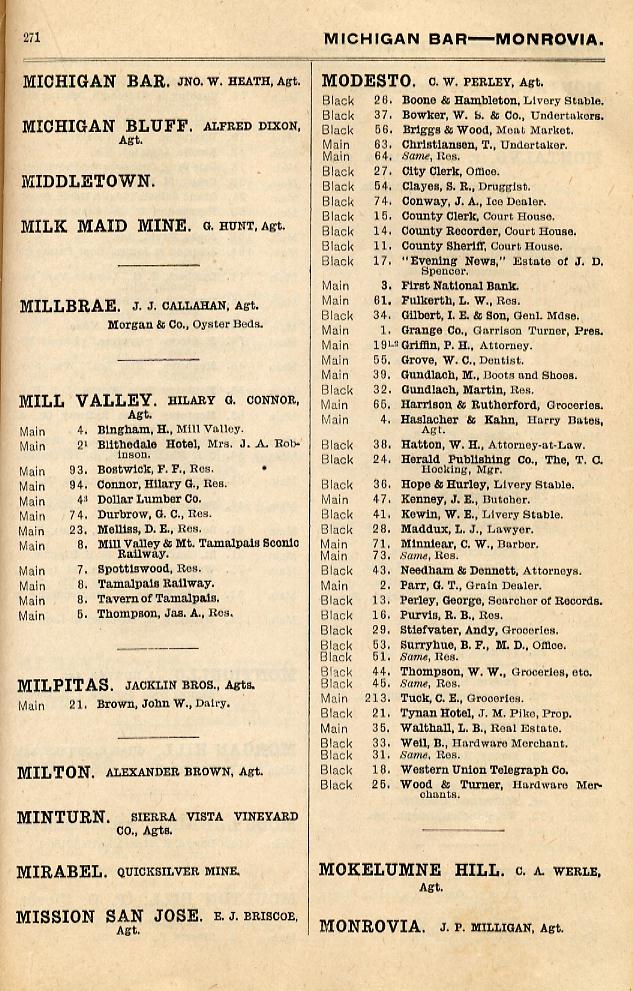 271
MICHIGAN BAR—MONROVIA.
MICHIGAN BAR. JNO. W. HEATH, Agt.
MICHIGAN BLUFF. ALFRED DIXON,
Agt.
MIDDLETOWN.
MILK MAID MINE. G. HUNT, Agt.
MILLBRAE. J. J. CALLAHAN, Agt.
Morgan & Co., Oyster Beds.
MILL VALLEY. HILARY G. CONNOR,
Agt.
Main 4. Bingham, H., Mill Valley.
Main 2¹ Blithedale Hotel, Mrs. J. A. Rob-
inson.
Main 93. Bostwick, F. F., Res.
Main 94. Connor, Hilary G., Res.
Main 4³ Dollar Lumber Co.
Main 74. Durbrow, G. C., Res.
Main 23. Melliss, D. E., Res.
Main 8. Mill Valley & Mt. Tamalpais Scenic
Railway.
Main 7. Spottiswood, Res.
Main 8. Tamalpais Railway.
Main 8. Tavern of Tamalpais.
Main 5. Thompson, Jas. A., Res.
MILPITAS. JACKLIN BROS., Agts.
Main 21. Brown, John W., Dairy.
MILTON. ALEXANDER BROWN, Agt.
MINTURN. SIERRA VISTA VINEYARD
CO., Agts.
MIRABEL. QUICKSILVER MINE.
MISSION SAN JOSE. E. J. BRISCOE,
Agt.
MODESTO. C. W. PERLEY, Agt.
Black 26. Boone & Hambleton, Livery Stable.
Black 37. Bowker, W. S. & Co., Undertakers.
Black 56. Briggs & Wood, Meat Market.
Main 63. Christiansen, T., Undertaker.
Main 64. Same, Res.
Black 27. City Clerk, Office.
Black 54. Clayes, S. R., Druggist.
Black 74. Conway, J. A., Ice Dealer.
Black 15. County Clerk, Court House.
Black 14. County Recorder, Court House.
Black 11. County Sheriff, Court House.
Black 17. "Evening News," Estate of J. D.
Spencer.
Main 3. First National Bank.
Main 61. Fulkerth, L. W., Res.
Black 34. Gilbert, I. E. & Son, Genl. Mdse.
Main 1. Grange Co., Garrison Turner, Pres.
Main 19¹⁻² Griffin, P. H., Attorney.
Main 55. Grove, W. C., Dentist.
Main 39. Gundlach, M., Boots and Shoes.
Black 32. Gundlach, Martin, Res.
Main 65. Harrison & Rutherford, Groceries.
Main 4. Haslacher & Kahn, Harry Bates,
Agt.
Black 38. Hatton, W. H., Attorney-at-Law.
Black 24. Herald Publishing Co., The, T. C.
Hocking, Mgr.
Black 36. Hope & Hurley, Livery Stable.
Main 47. Kenney, J. E., Butcher.
Black 41. Kewin, W. E., Livery Stable.
Black 28. Maddux, L. J., Lawyer.
Main 71. Minniear, C. W., Barber.
Main 73. Same, Res.
Black 43. Needham & Dennett, Attorneys.
Main 2. Parr, G. T., Grain Dealer.
Black 13. Perley, George, Searcher of Records.
Black 16. Purvis, R. B., Res.
Black 29. Stiefvater, Andy, Groceries.
Black 53. Surryhue, B. F., M. D., Office.
Black 51. Same, Res.
Black 44. Thompson, W. W., Groceries, etc.
Black 45. Same, Res.
Main 213. Tuck, C. E., Groceries.
Black 21. Tynan Hotel, J. M. Pike, Prop.
Main 35. Walthall, L. B., Real Estate.
Black 33. Weil, B., Hardware Merchant.
Black 31. Same, Res.
Black 18. Western Union Telegraph Co.
Black 25. Wood & Turner, Hardware Mer-
chants.
MOKELUMNE HILL. C. A. WERLE,
Agt.
MONROVIA. J. P. MILLIGAN, Agt.